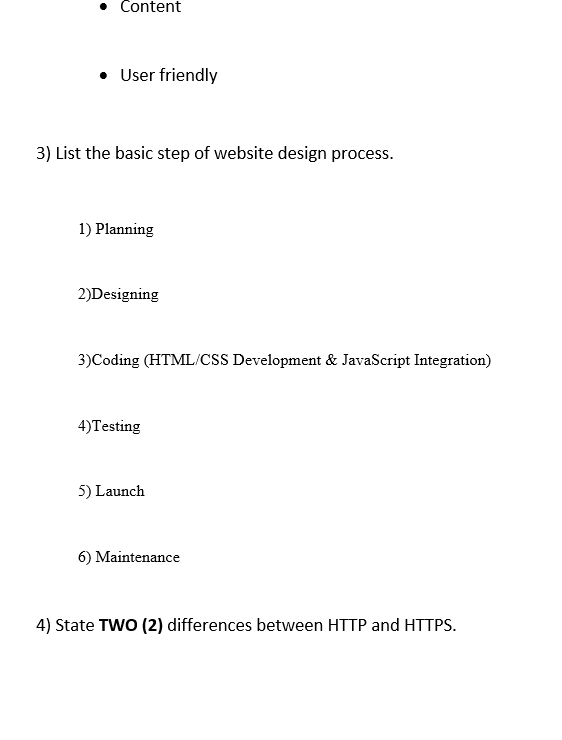 • Content
• User friendly
3) List the basic step of website design process.
1) Planning
2)Designing
3)Coding (HTML/CSS Development & JavaScript Integration)
4)Testing
5) Launch
6) Maintenance
4) State TWO (2) differences between HTTP and HTTPS.